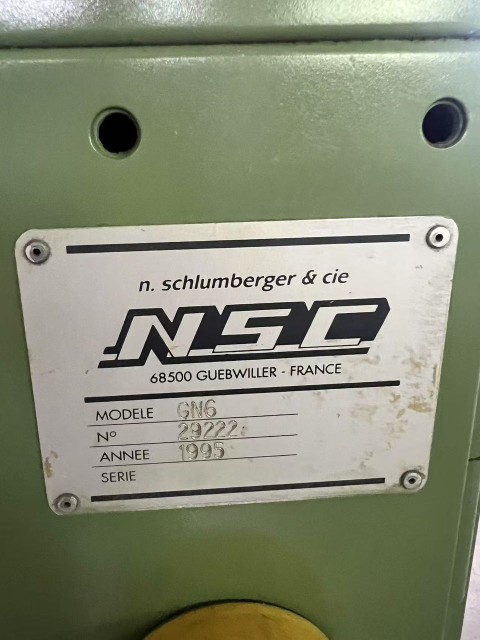 n. schlumberger & cie
NSC
68500 GUEBWILLER - FRANCE
MODELE GN6
N° 29222
ANNEE 1995
SERIE